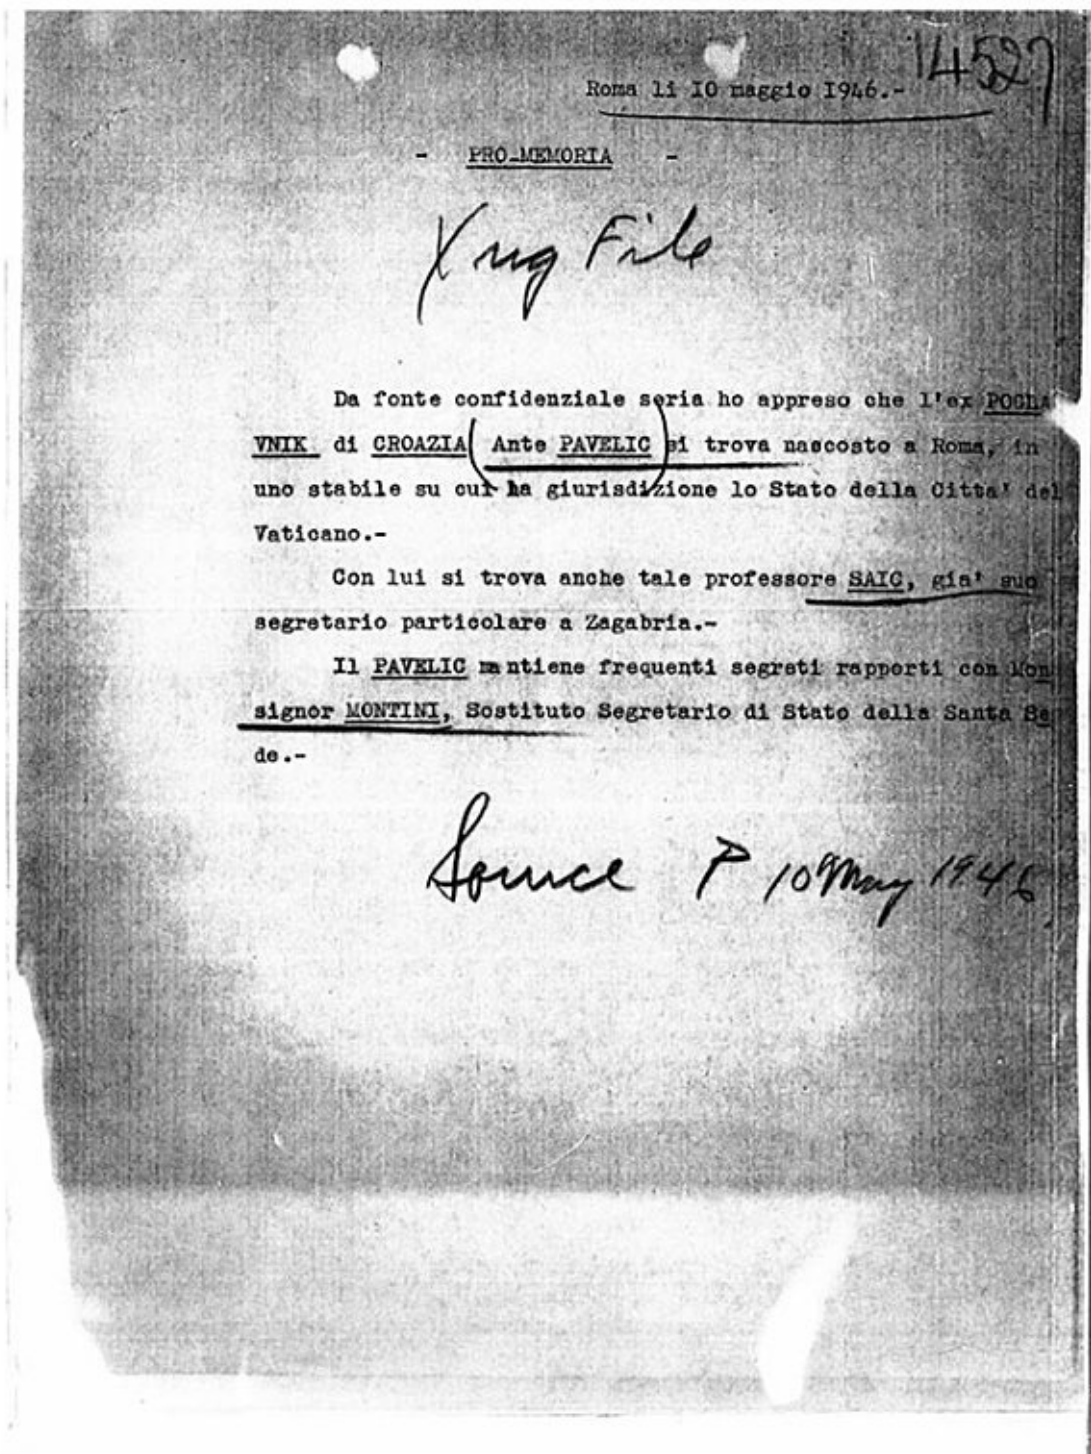 14527
Roma li IO maggio I946.-
- PRO-MEMORIA -
File
Da fonte confidenziale seria ho appreso che l'ex POGLA
VNIK di CROAZIA ( Ante PAVELIC ) si trova nascosto a Roma, in
uno stabile su cui ha giurisdizione lo Stato della Citta' del
Vaticano.-
Con lui si trova anche tale professore SAIC, gia' suo
segretario particolare a Zagabria.-
Il PAVELIC mantiene frequenti segreti rapporti con Mon
signor MONTINI, Sostituto Segretario di Stato della Santa Se
de.-
Source P 10 May 1946